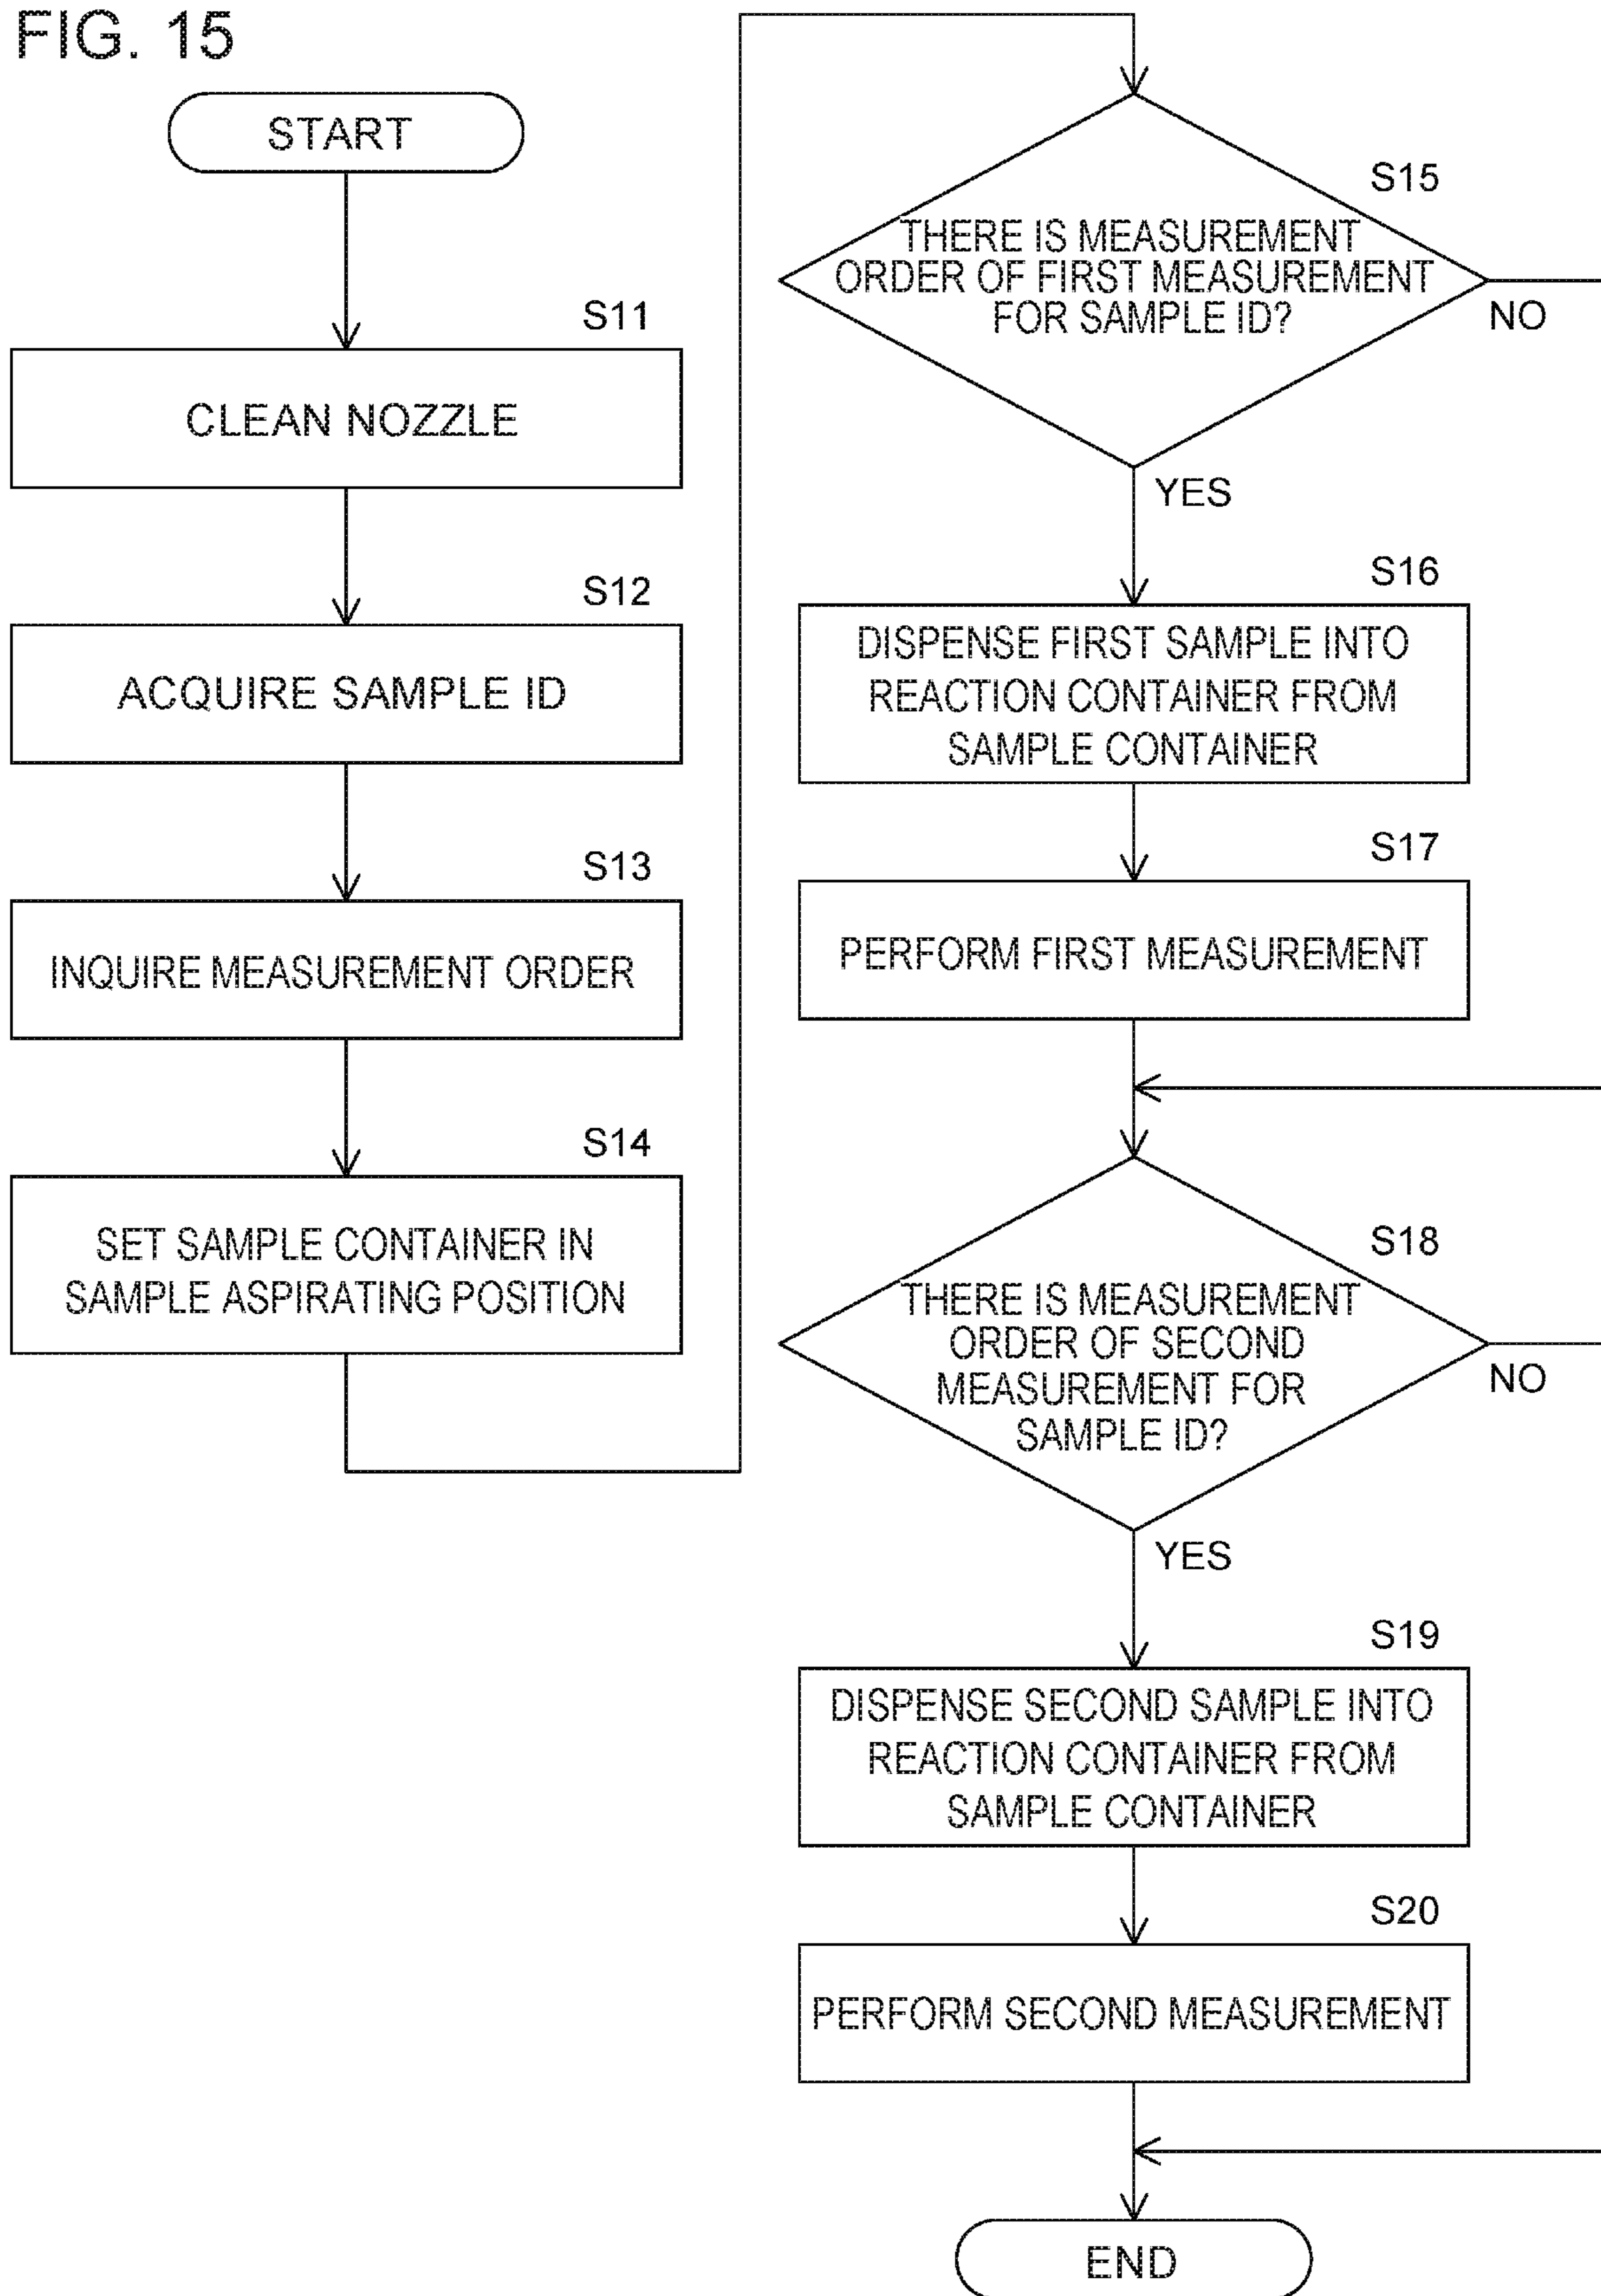 FIG. 15
START
S11
CLEAN NOZZLE
S12
ACQUIRE SAMPLE ID
S13
INQUIRE MEASUREMENT ORDER
S14
SET SAMPLE CONTAINER IN
SAMPLE ASPIRATING POSITION
S15
THERE IS MEASUREMENT
ORDER OF FIRST MEASUREMENT
FOR SAMPLE ID?
NO
YES
S16
DISPENSE FIRST SAMPLE INTO
REACTION CONTAINER FROM
SAMPLE CONTAINER
S17
PERFORM FIRST MEASUREMENT
S18
THERE IS MEASUREMENT
ORDER OF SECOND
MEASUREMENT FOR
SAMPLE ID?
NO
YES
S19
DISPENSE SECOND SAMPLE INTO
REACTION CONTAINER FROM
SAMPLE CONTAINER
S20
PERFORM SECOND MEASUREMENT
END